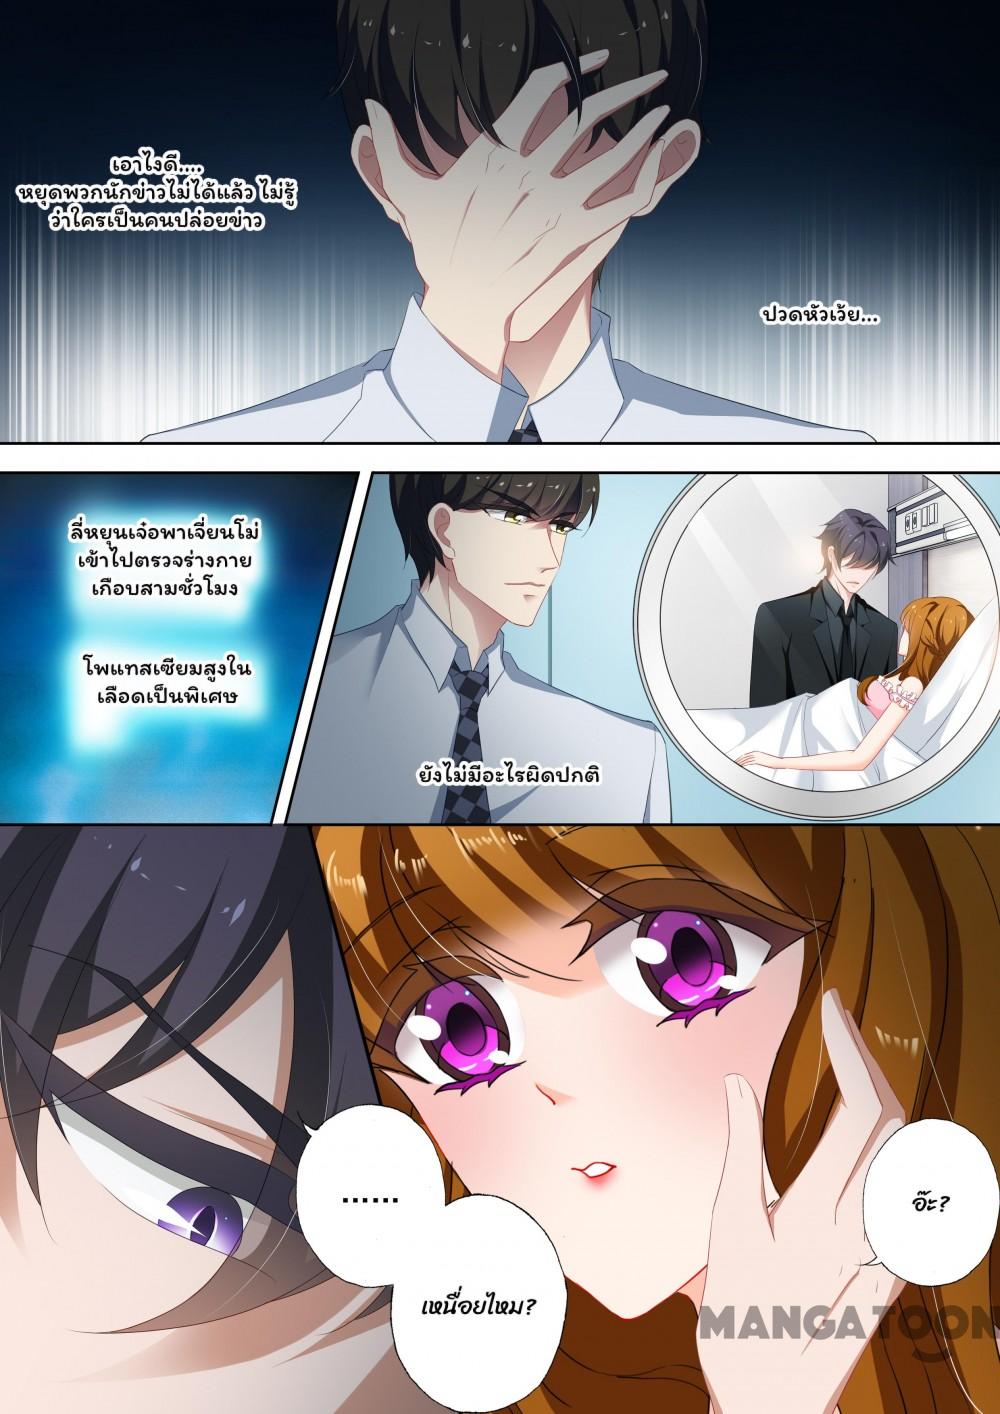 เอาไงดี....
หยุดพวกนักข่าวไม่ได้แล้ว ไม่รู้
ว่าใครเป็นคนปล่อยข่าว
ปวดหัวเว้ย...
ลี่หยุนเจ๋อพาเจี่ยนโม่
เข้าไปตรวจร่างกาย
เกือบสามชั่วโมง
โพแทสเซียมสูงใน
เลือดเป็นพิเศษ
ยังไม่มีอะไรผิดปกติ
......
เหนื่อยไหม?
อ๊ะ?
MANGATOON